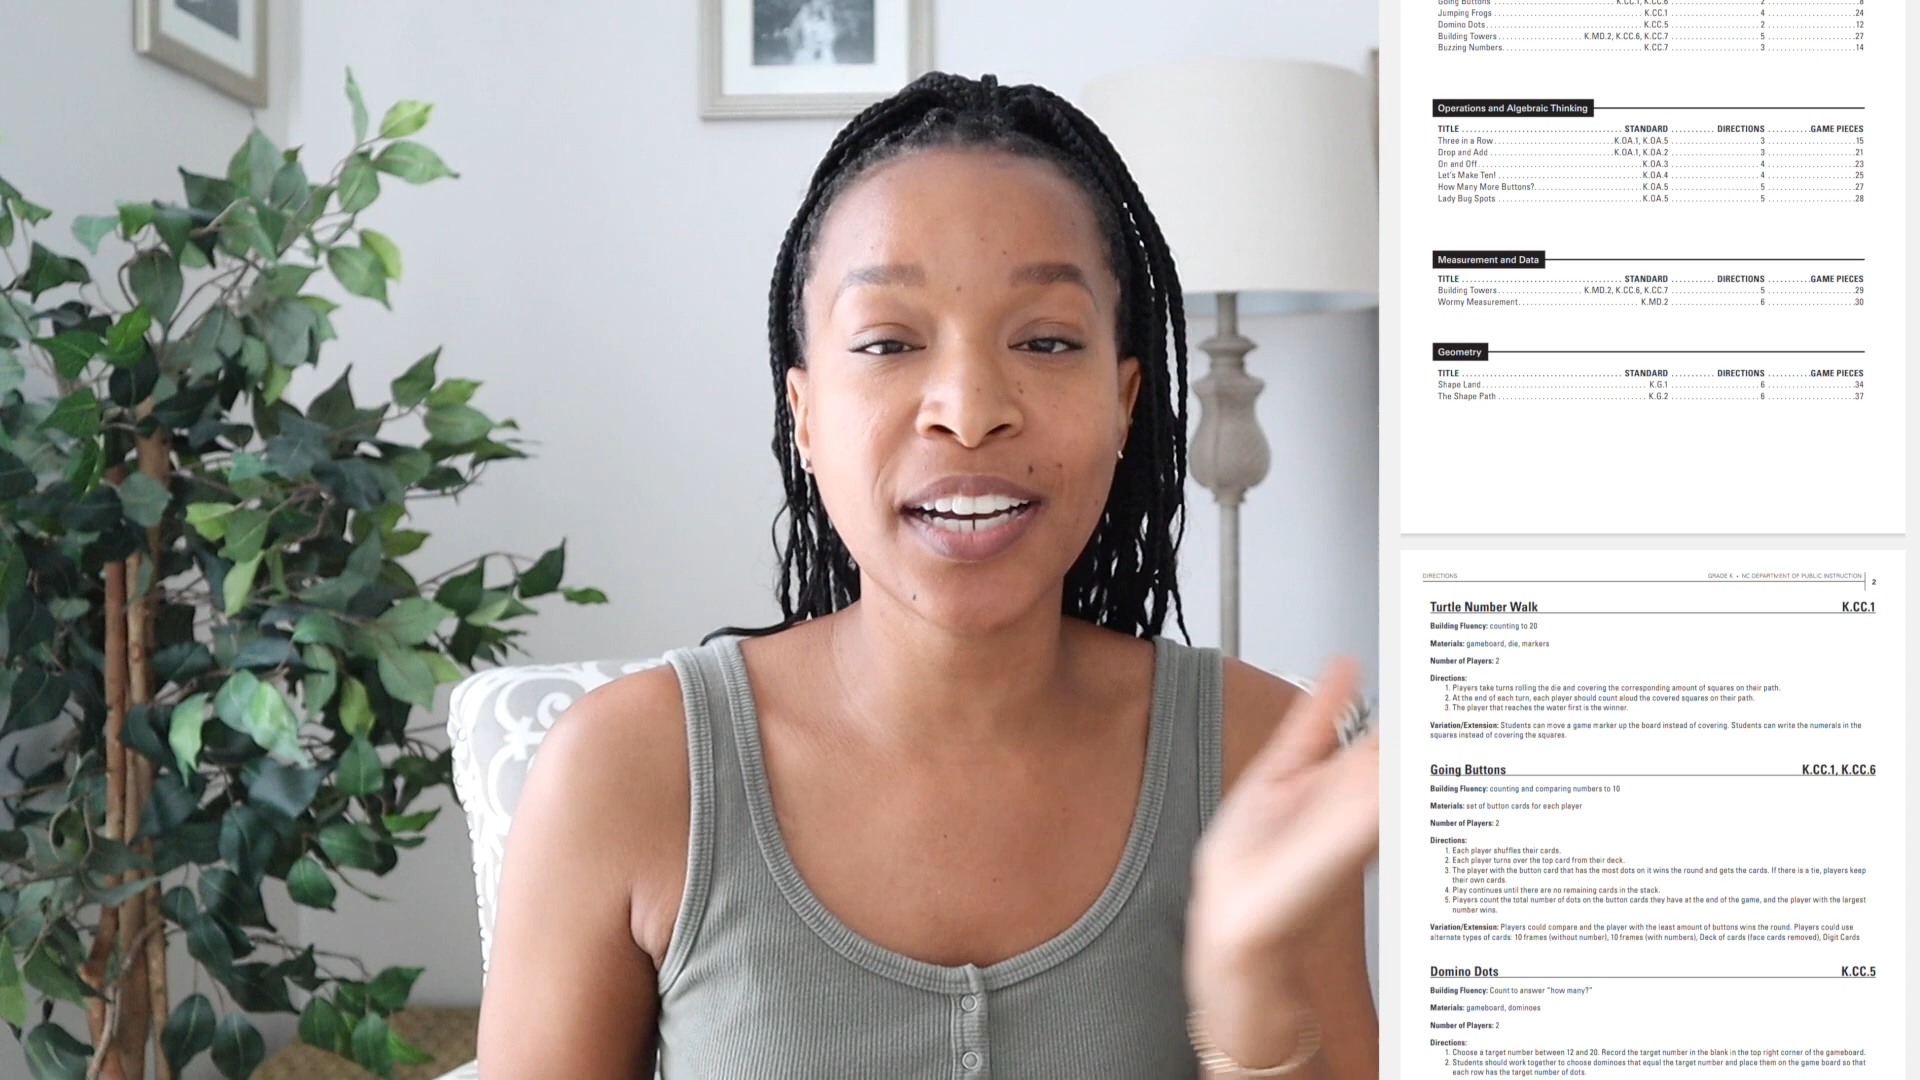 Going Buttons K.CC.1, K.CC.6 2 8
Jumping Frogs K.CC.1 4 24
Domino Dots K.CC.5 2 12
Building Towers K.MD.2, K.CC.6, K.CC.7 5 27
Buzzing Numbers K.CC.7 3 14
Operations and Algebraic Thinking
TITLE STANDARD DIRECTIONS GAME PIECES
Three in a Row K.OA.1, K.OA.5 3 15
Drop and Add K.OA.1, K.OA.2 3 21
On and Off K.OA.3 4 23
Let's Make Ten! K.OA.4 4 25
How Many More Buttons? K.OA.5 5 27
Lady Bug Spots K.OA.5 5 28
Measurement and Data
TITLE STANDARD DIRECTIONS GAME PIECES
Building Towers K.MD.2, K.CC.6, K.CC.7 5 29
Wormy Measurement K.MD.2 6 30
Geometry
TITLE STANDARD DIRECTIONS GAME PIECES
Shape Land K.G.1 6 34
The Shape Path K.G.2 6 37
DIRECTIONS GRADE K • NC DEPARTMENT OF PUBLIC INSTRUCTION 2
Turtle Number Walk K.CC.1
Building Fluency: counting to 20
Materials: gameboard, die, markers
Number of Players: 2
Directions:
1. Players take turns rolling the die and covering the corresponding amount of squares on their path.
2. At the end of each turn, each player should count aloud the covered squares on their path.
3. The player that reaches the water first is the winner.
Variation/Extension: Students can move a game marker up the board instead of covering. Students can write the numerals in the
squares instead of covering the squares.
Going Buttons K.CC.1, K.CC.6
Building Fluency: counting and comparing numbers to 10
Materials: set of button cards for each player
Number of Players: 2
Directions:
1. Each player shuffles their cards.
2. Each player turns over the top card from their deck.
3. The player with the button card that has the most dots on it wins the round and gets the cards. If there is a tie, players keep
their own cards.
4. Play continues until there are no remaining cards in the stack.
5. Players count the total number of dots on the button cards they have at the end of the game, and the player with the largest
number wins.
Variation/Extension: Players could compare and the player with the least amount of buttons wins the round. Players could use
alternate types of cards: 10 frames (without number), 10 frames (with numbers), Deck of cards (face cards removed), Digit Cards
Domino Dots K.CC.5
Building Fluency: Count to answer "how many?"
Materials: gameboard, dominoes
Number of Players: 2
Directions:
1. Choose a target number between 12 and 20. Record the target number in the blank in the top right corner of the gameboard.
2. Students should work together to choose dominoes that equal the target number and place them on the game board so that
each row has the target number of dots.